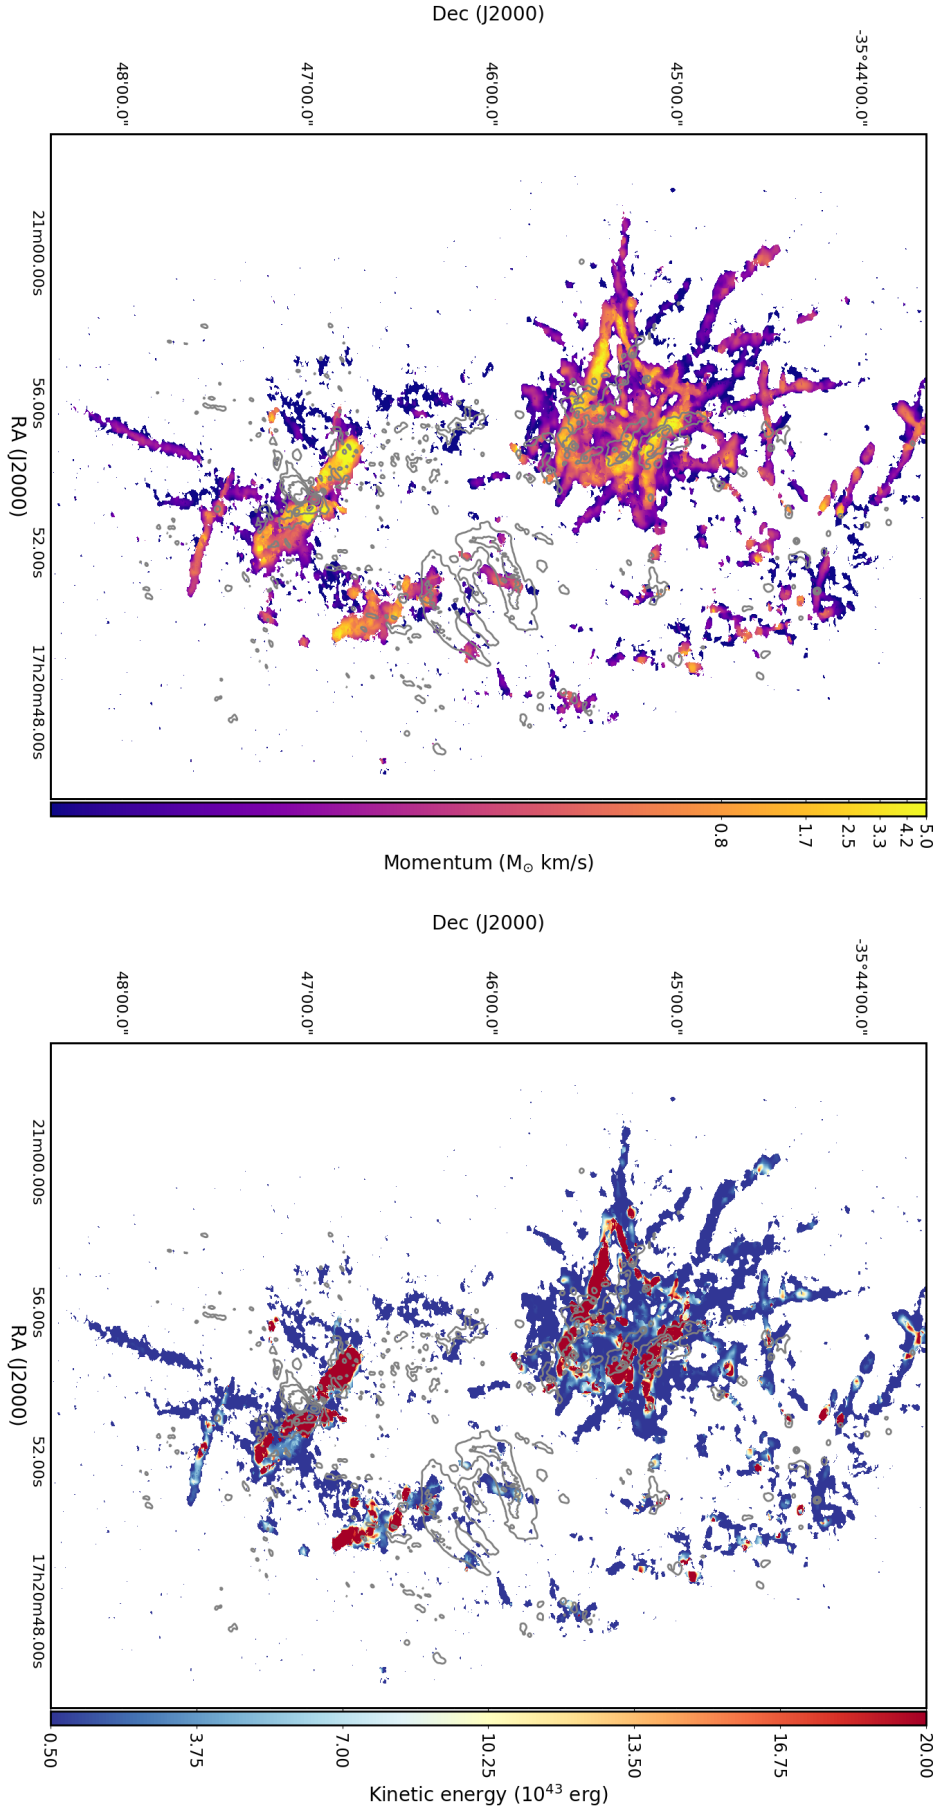 Dec (J2000)
48'00.0"
47'00.0"
46'00.0"
45'00.0"
-35°44'00.0"
21m00.00s
56.00s
52.00s
17h20m48.00s
RA (J2000)
0.8
1.7
2.5
3.3
4.2
5.0
Momentum (M☉ km/s)
Dec (J2000)
48'00.0"
47'00.0"
46'00.0"
45'00.0"
-35°44'00.0"
21m00.00s
56.00s
52.00s
17h20m48.00s
RA (J2000)
0.50
3.75
7.00
10.25
13.50
16.75
20.00
Kinetic energy (10⁴³ erg)